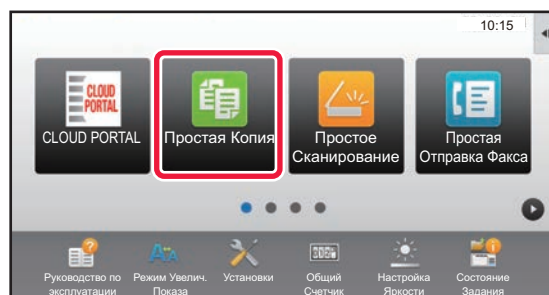 10:15
CLOUD
PORTAL
CLOUD PORTAL
Простая Копия
Простое
Сканирование
Простая
Отправка Факса
Руководство по
эксплуатации
Режим Увелич.
Показа
Установки
Общий
Счетчик
Настройка
Яркости
Состояние
Задания